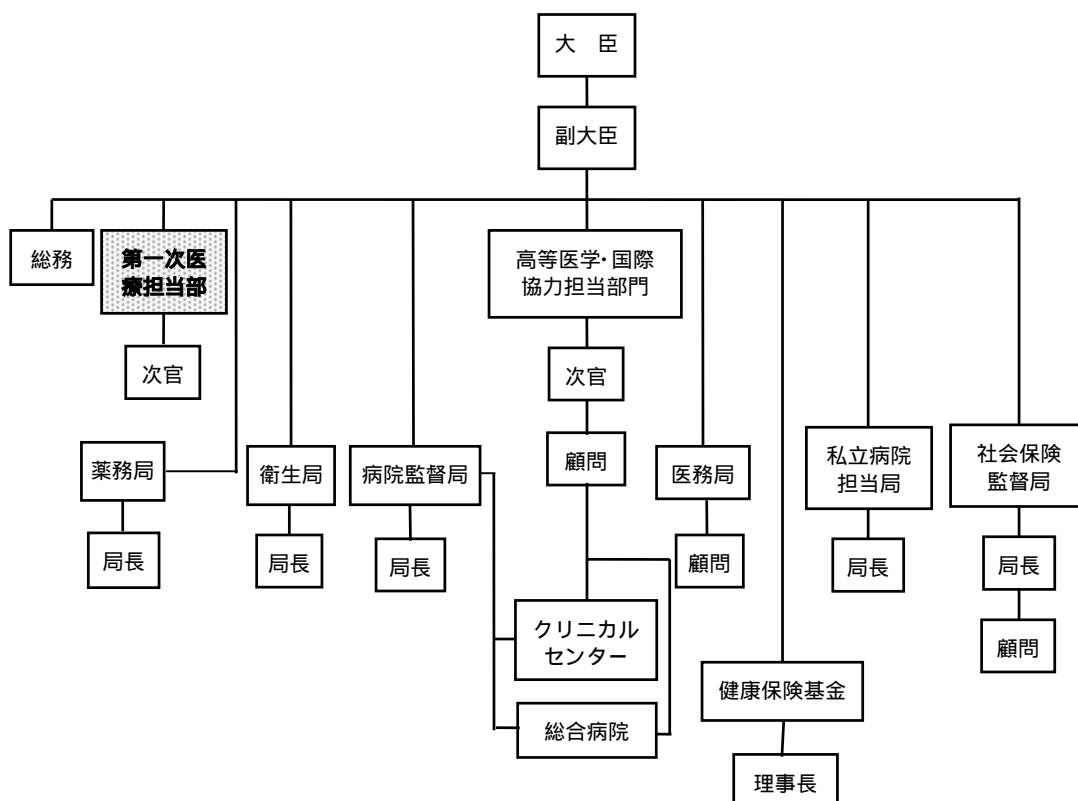 大　臣
副大臣
総務
第一次医
療担当部
高等医学・国際
協力担当部門
次官
次官
薬務局
衛生局
病院監督局
顧問
医務局
私立病院
担当局
社会保険
監督局
局長
局長
局長
顧問
局長
局長
クリニカル
センター
顧問
健康保険基金
総合病院
理事長